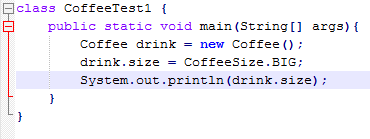 class CoffeeTest1 {
    public static void main(String[] args){
        Coffee drink = new Coffee();
        drink.size = CoffeeSize.BIG;
        System.out.println(drink.size);
    }
}